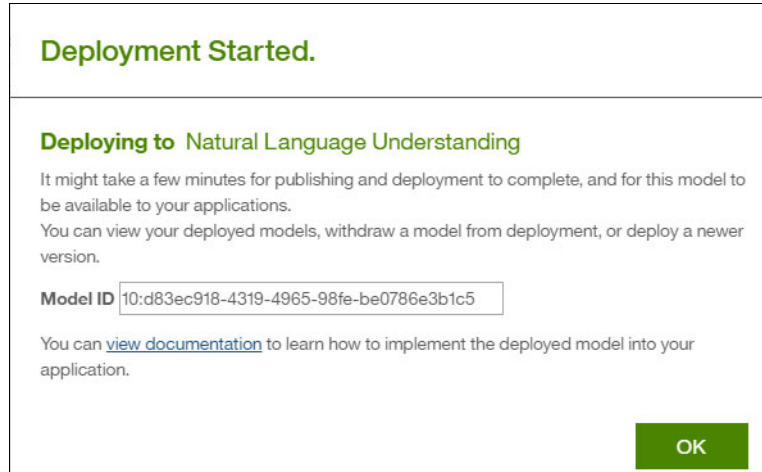 Deployment Started.
Deploying to Natural Language Understanding
It might take a few minutes for publishing and deployment to complete, and for this model to
be available to your applications.
You can view your deployed models, withdraw a model from deployment, or deploy a newer
version.
Model ID 10:d83ec918-4319-4965-98fe-be0786e3b1c5
You can view documentation to learn how to implement the deployed model into your
application.
OK